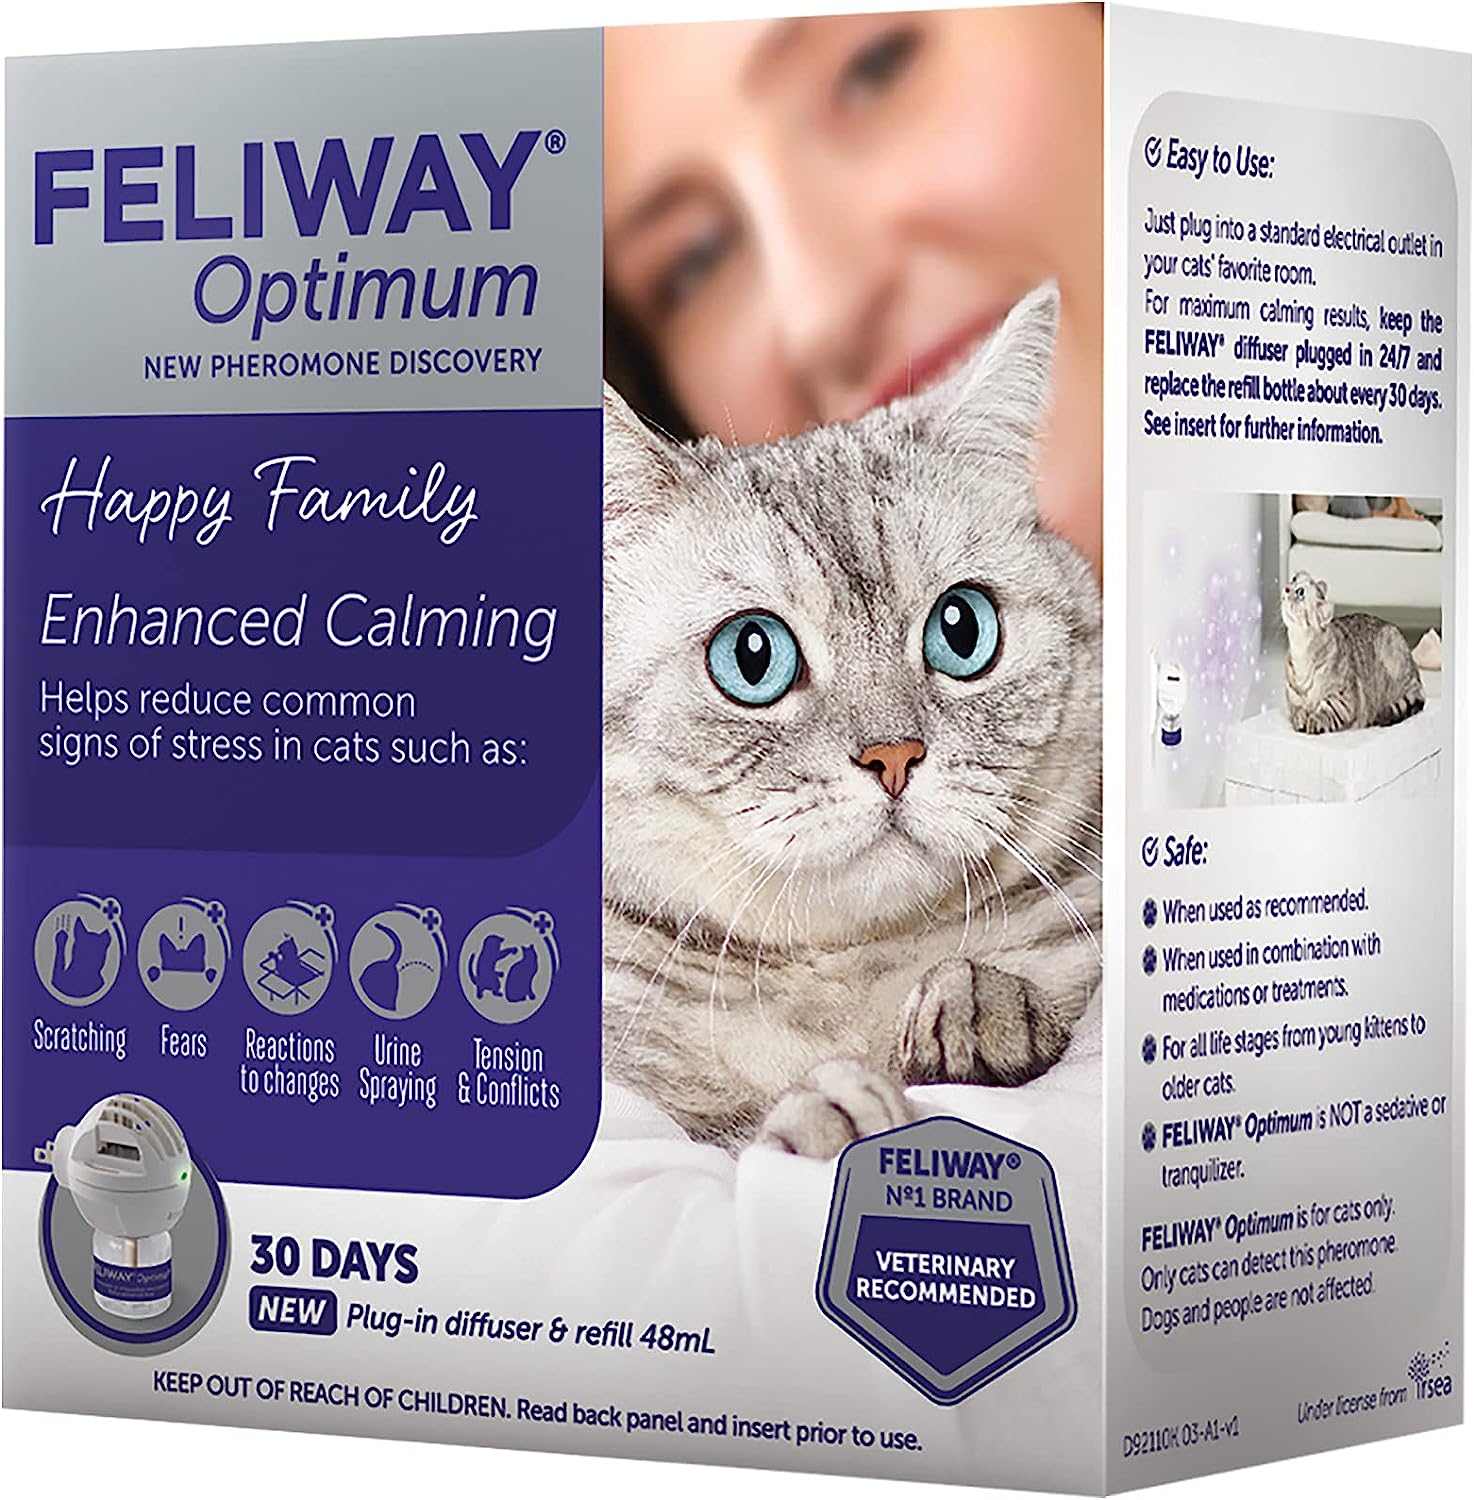 FELIWAY®
Optimum
NEW PHEROMONE DISCOVERY
Happy Family
Enhanced Calming
Helps reduce common
signs of stress in cats such as:
Scratching
Fears
Reactions
to changes
Urine
Spraying
Tension
& Conflicts
FELIWAY® Optimum
30 DAYS
NEW Plug-in diffuser & refill 48mL
KEEP OUT OF REACH OF CHILDREN. Read back panel and insert prior to use.
FELIWAY®
Nº1 BRAND
VETERINARY
RECOMMENDED
Easy to Use:
Just plug into a standard electrical outlet in
your cats' favorite room.
For maximum calming results, keep the
FELIWAY® diffuser plugged in 24/7 and
replace the refill bottle about every 30 days.
See insert for further information.
Safe:
When used as recommended.
When used in combination with
medications or treatments.
For all life stages from young kittens to
older cats.
FELIWAY® Optimum is NOT a sedative or
tranquilizer.
FELIWAY® Optimum is for cats only.
Only cats can detect this pheromone.
Dogs and people are not affected.
Under license from irsea
D92110K 03-A1-v1